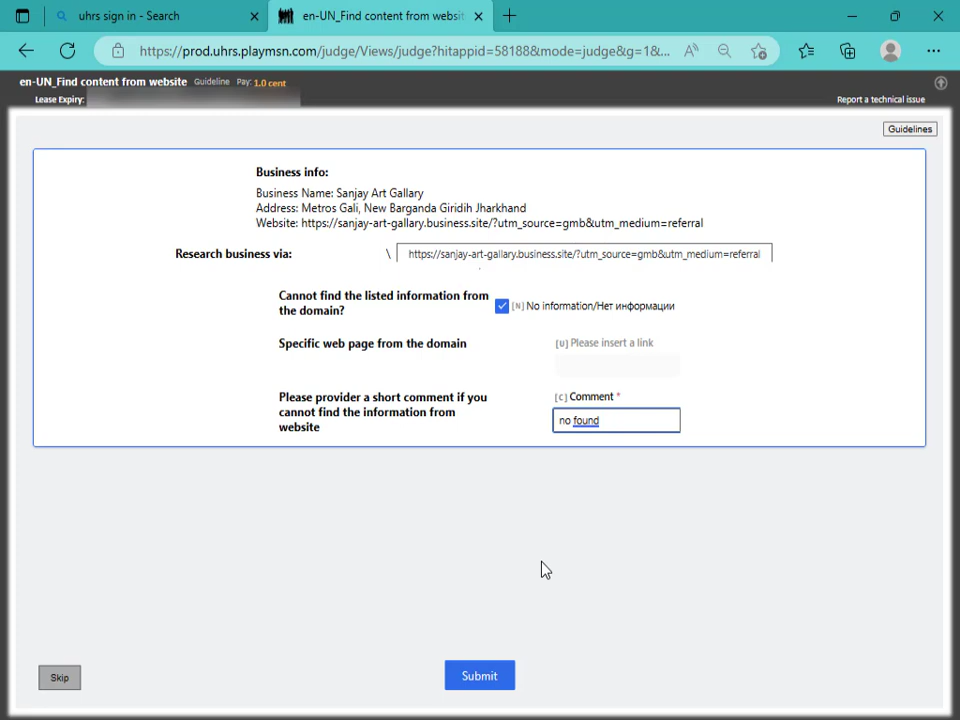 uhrs sign in - Search
en-UN_Find content from websit
https://prod.uhrs.playmsn.com/judge/Views/judge?hitappid=58188&mode=judge&g=1&...
en-UN_Find content from website Guideline Pay: 1.0 cent
Lease Expiry:
Report a technical issue
Guidelines
Business info:
Business Name: Sanjay Art Gallary
Address: Metros Gali, New Barganda Giridih Jharkhand
Website: https://sanjay-art-gallary.business.site/?utm_source=gmb&utm_medium=referral
Research business via: \ https://sanjay-art-gallary.business.site/?utm_source=gmb&utm_medium=referral
Cannot find the listed information from
the domain?
[N] No information/Нет информации
Specific web page from the domain
[U] Please insert a link
Please provider a short comment if you
cannot find the information from
website
[C] Comment *
no found
Skip
Submit